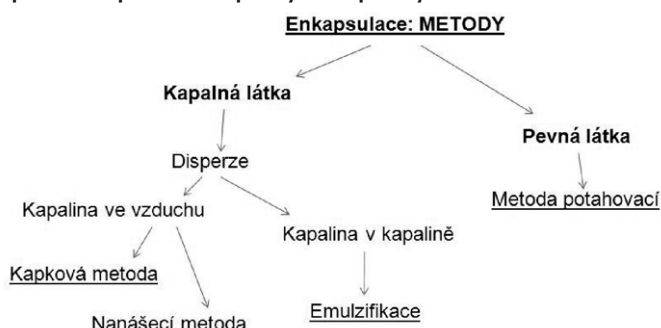 Enkapsulace: METODY
Kapalná látka
Pevná látka
Disperze
Metoda potahovací
Kapalina ve vzduchu
Kapalina v kapalině
Kapková metoda
Emulzifikace
Nanášecí metoda